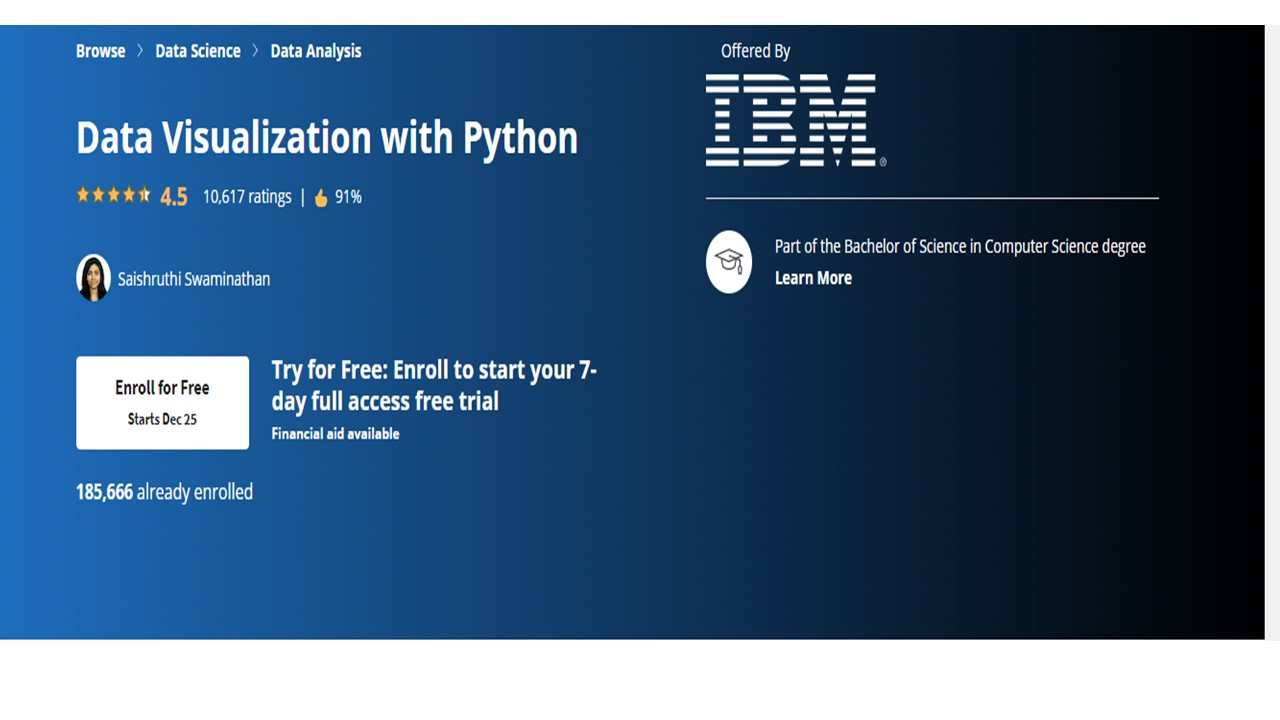 Browse > Data Science > Data Analysis
Data Visualization with Python
4.5 10,617 ratings | 91%
Saishruthi Swaminathan
Enroll for Free
Starts Dec 25
Try for Free: Enroll to start your 7-
day full access free trial
Financial aid available
185,666 already enrolled
Offered By
IBM®
Part of the Bachelor of Science in Computer Science degree
Learn More